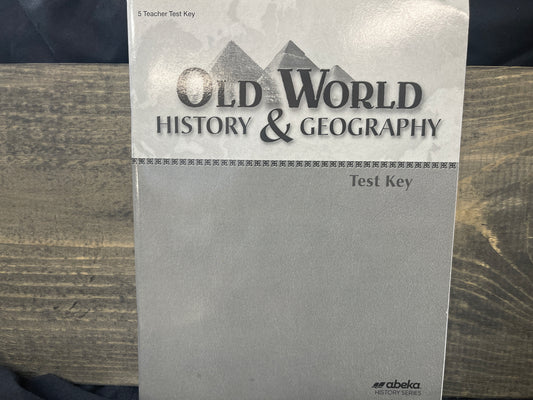 5 Teacher Test Key
OLD WORLD
HISTORY & GEOGRAPHY
Test Key
abeka
HISTORY SERIES